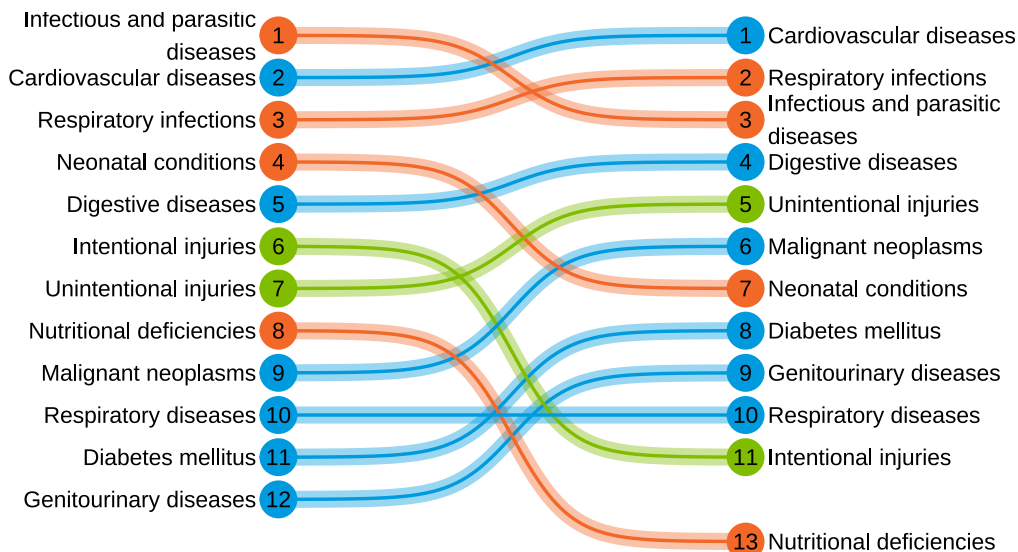 Infectious and parasitic
diseases
1
1
Cardiovascular diseases
Cardiovascular diseases
2
2
Respiratory infections
Respiratory infections
3
3
Infectious and parasitic
diseases
Neonatal conditions
4
4
Digestive diseases
Digestive diseases
5
5
Unintentional injuries
Intentional injuries
6
6
Malignant neoplasms
Unintentional injuries
7
7
Neonatal conditions
Nutritional deficiencies
8
8
Diabetes mellitus
Malignant neoplasms
9
9
Genitourinary diseases
Respiratory diseases
10
10
Respiratory diseases
Diabetes mellitus
11
11
Intentional injuries
Genitourinary diseases
12
13
Nutritional deficiencies